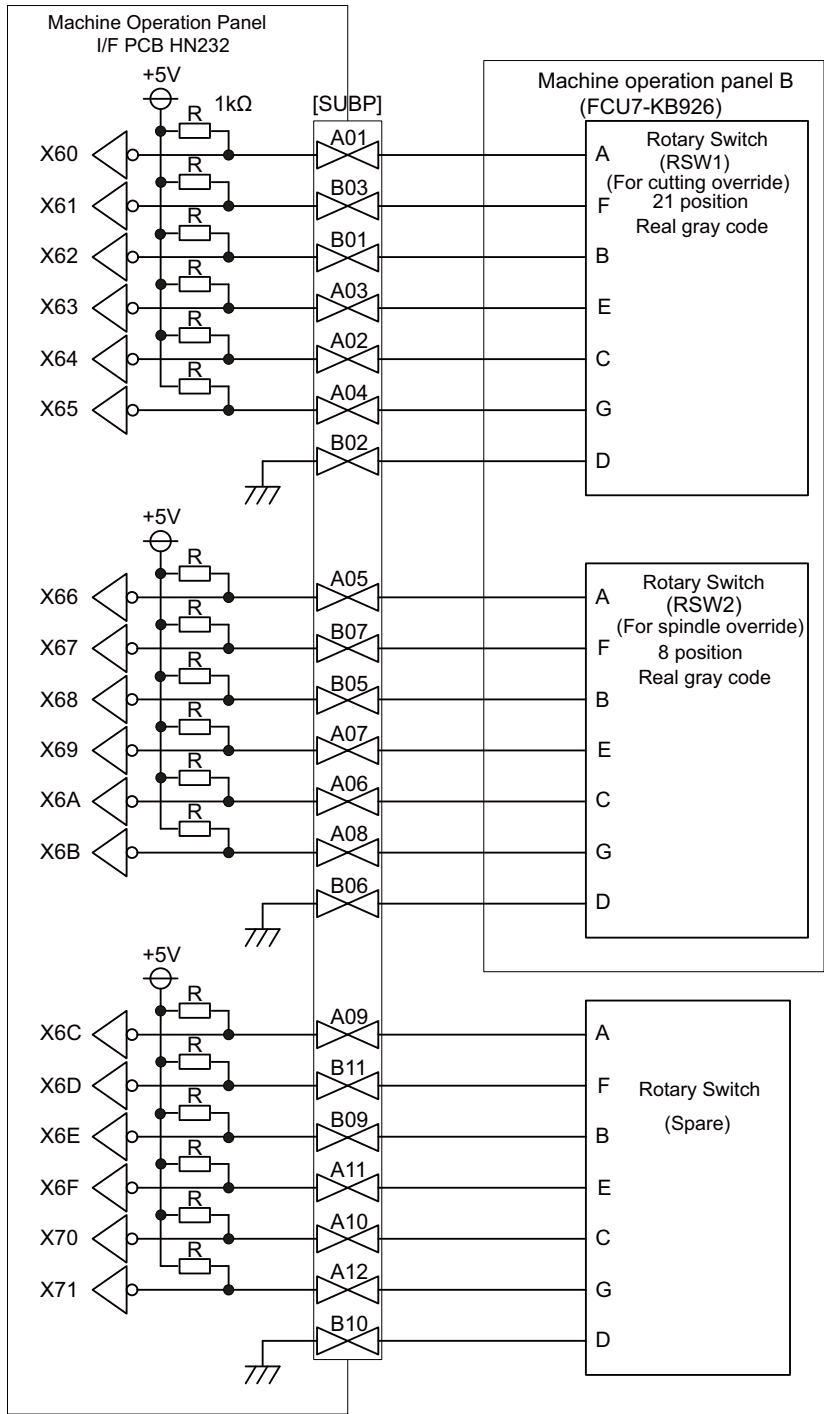 Machine Operation Panel
I/F PCB HN232
+5V
R 1kΩ
[SUBP]
Machine operation panel B
(FCU7-KB926)
X60 A01 A
R
X61 B03 F
R
X62 B01 B
R
X63 A03 E
R
X64 A02 C
R
X65 A04 G
B02 D
Rotary Switch
(RSW1)
(For cutting override)
21 position
Real gray code
+5V
R
X66 A05 A
R
X67 B07 F
R
X68 B05 B
R
X69 A07 E
R
X6A A06 C
R
X6B A08 G
B06 D
Rotary Switch
(RSW2)
(For spindle override)
8 position
Real gray code
+5V
R
X6C A09 A
R
X6D B11 F
R
X6E B09 B
R
X6F A11 E
R
X70 A10 C
R
X71 A12 G
B10 D
Rotary Switch
(Spare)